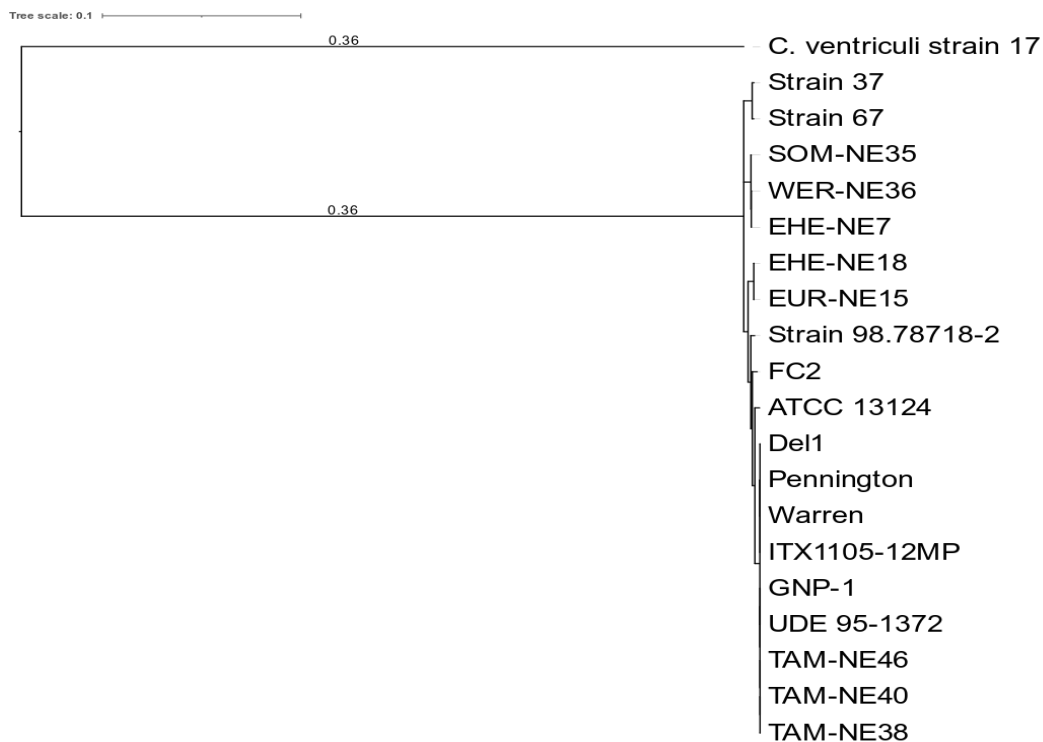 Tree scale: 0.1
0.36
C. ventriculi strain 17
Strain 37
Strain 67
SOM-NE35
WER-NE36
0.36
EHE-NE7
EHE-NE18
EUR-NE15
Strain 98.78718-2
FC2
ATCC 13124
Del1
Pennington
Warren
ITX1105-12MP
GNP-1
UDE 95-1372
TAM-NE46
TAM-NE40
TAM-NE38